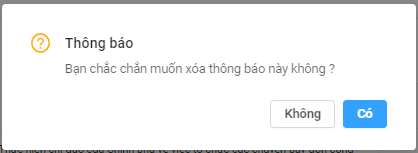 Thông báo
Bạn chắc chắn muốn xóa thông báo này không ?
Không
Có